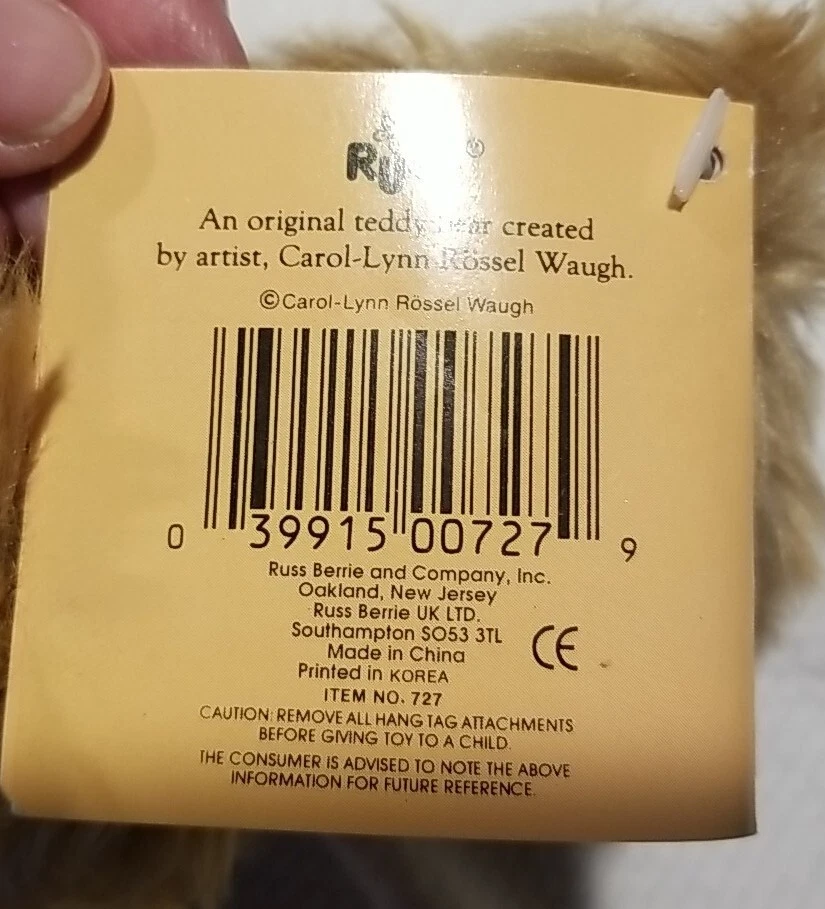 RU ®
An original teddy created
by artist, Carol-Lynn Rössel Waugh.
©Carol-Lynn Rössel Waugh
0 39915 00727 9
Russ Berrie and Company, Inc.
Oakland, New Jersey
Russ Berrie UK LTD.
Southampton SO53 3TL
Made in China
CE
Printed in KOREA
ITEM NO. 727
CAUTION: REMOVE ALL HANG TAG ATTACHMENTS
BEFORE GIVING TOY TO A CHILD.
THE CONSUMER IS ADVISED TO NOTE THE ABOVE
INFORMATION FOR FUTURE REFERENCE.